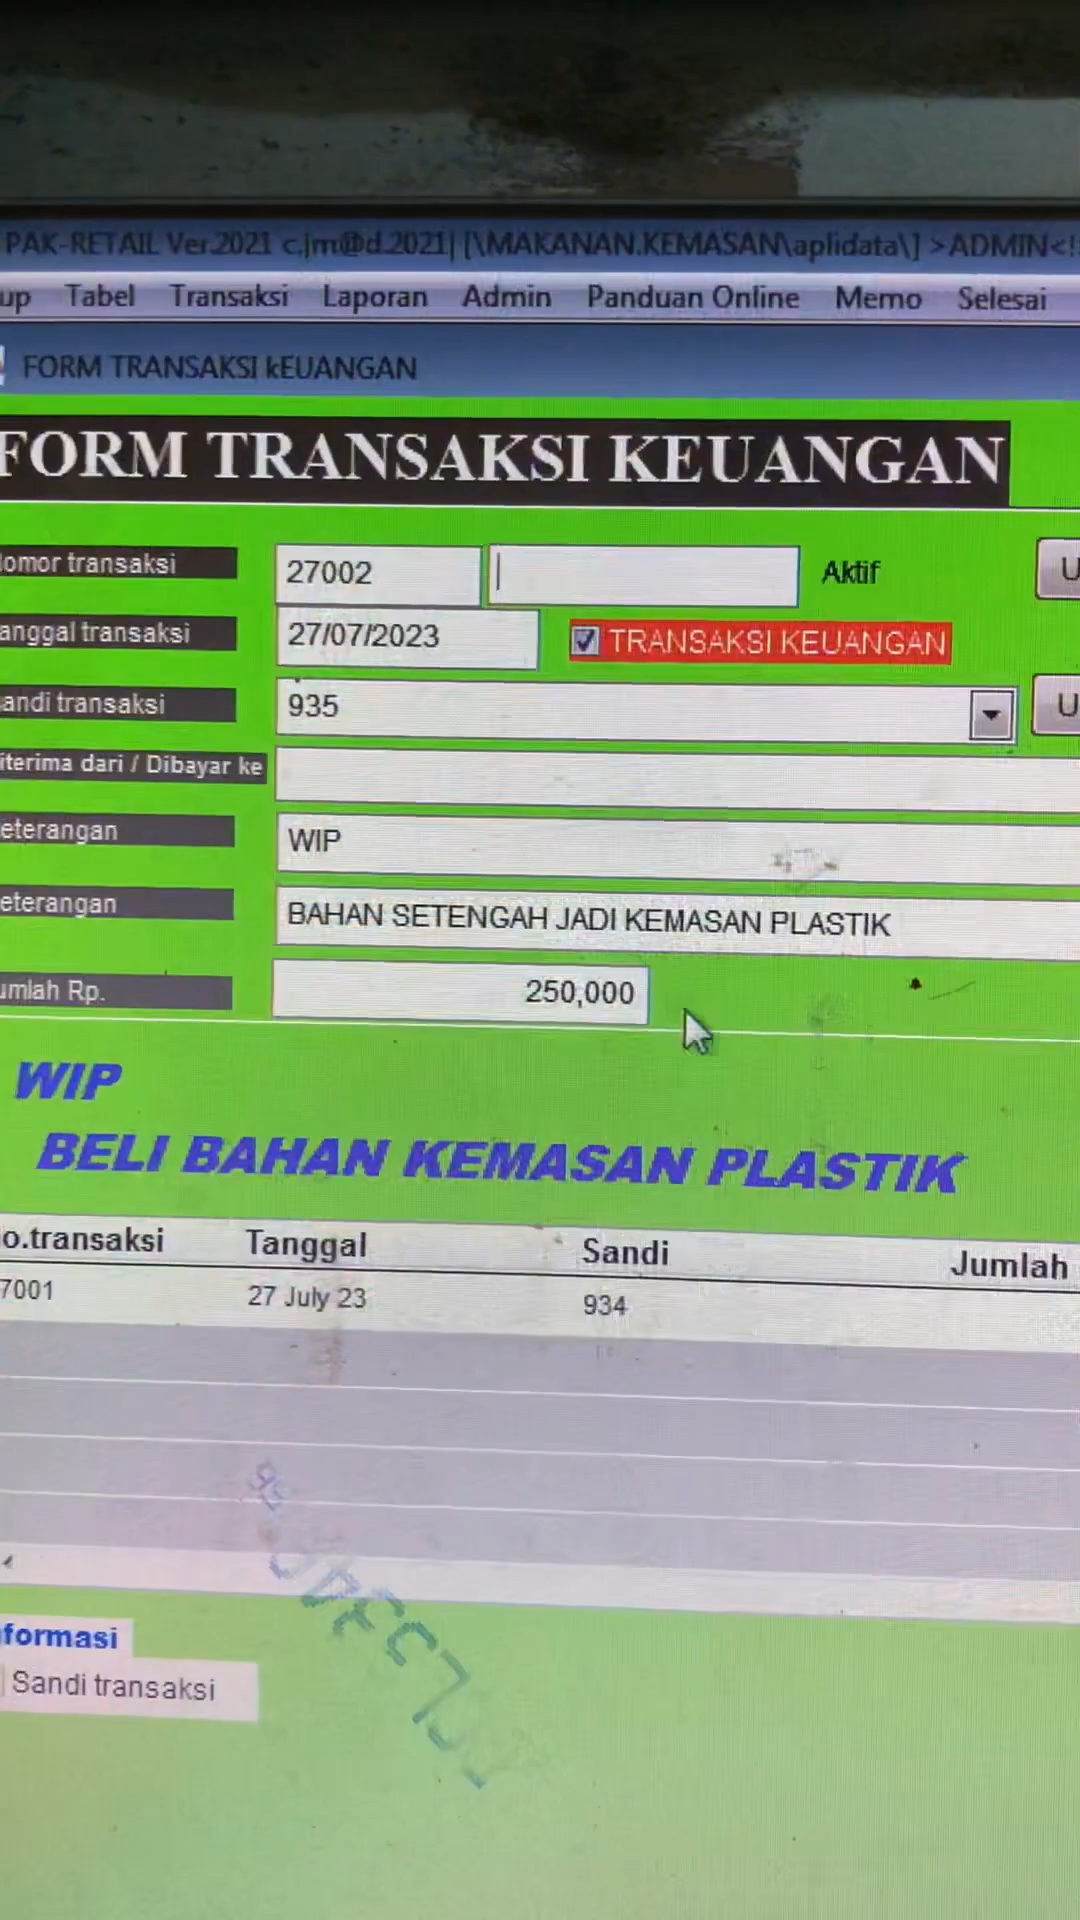 PAK-RETAIL Ver.2021 c.jm@d.2021| [\MAKANAN.KEMASAN\aplidata\] >ADMIN<!
up Tabel Transaksi Laporan Admin Panduan Online Memo Selesai
FORM TRANSAKSI kEUANGAN
FORM TRANSAKSI KEUANGAN
omor transaksi 27002 Aktif U
anggal transaksi 27/07/2023 TRANSAKSI KEUANGAN
andi transaksi 935 U
iterima dari / Dibayar ke
eterangan WIP
eterangan BAHAN SETENGAH JADI KEMASAN PLASTIK
umlah Rp. 250,000
WIP
BELI BAHAN KEMASAN PLASTIK
o.transaksi Tanggal Sandi Jumlah
7001 27 July 23 934
formasi
Sandi transaksi